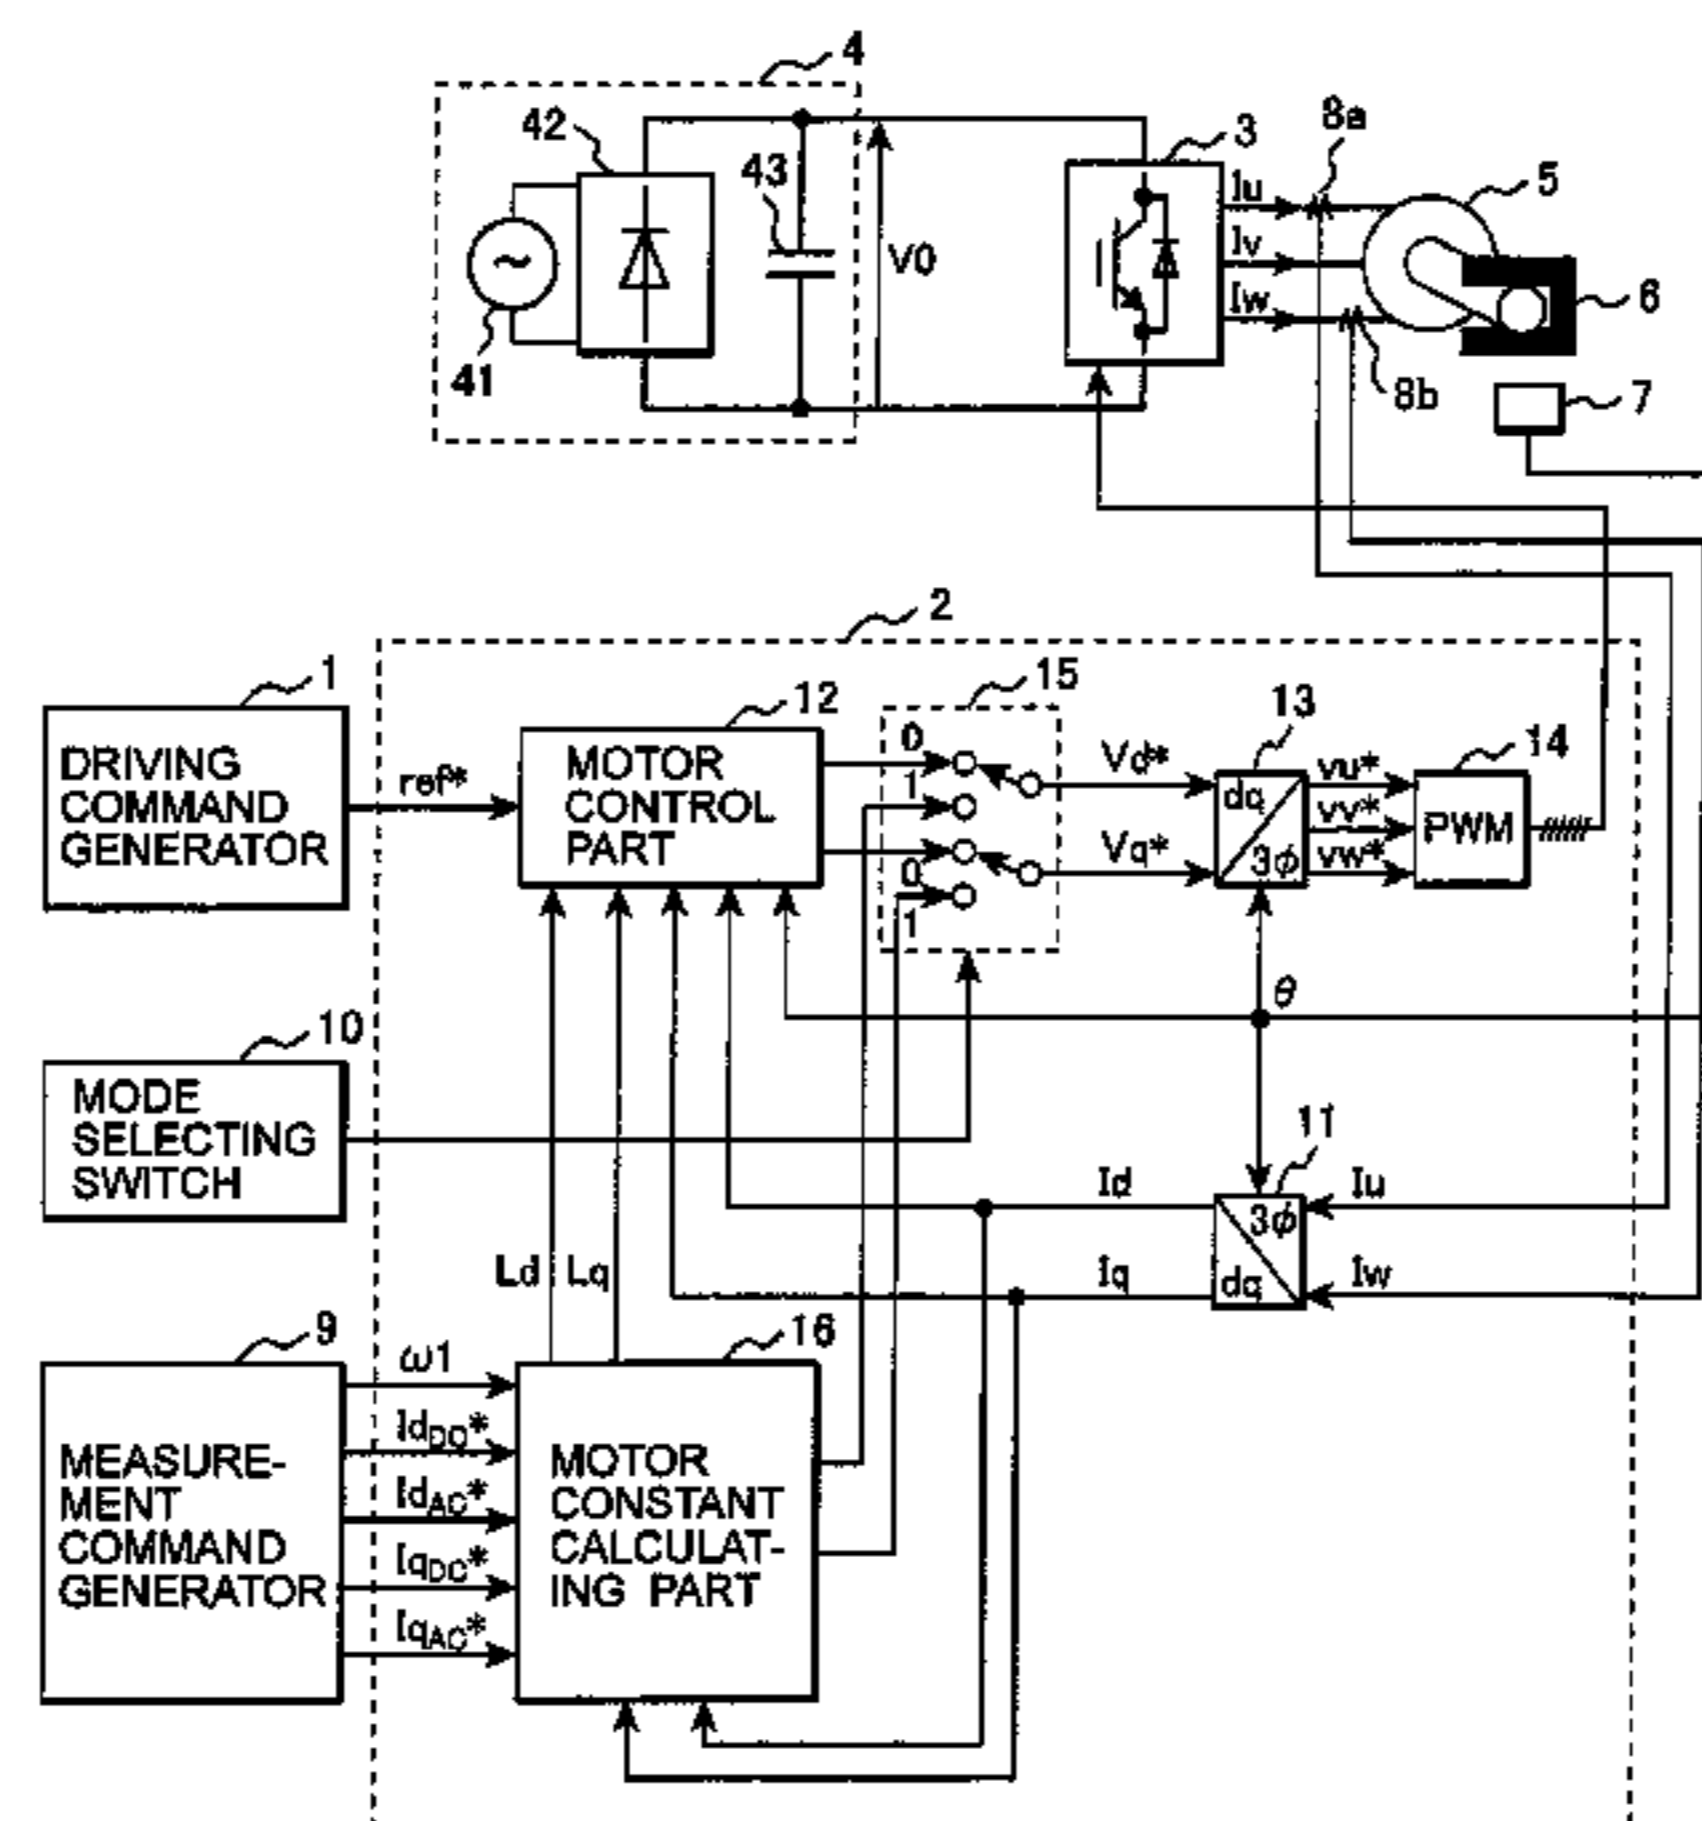 4
42
43
41
V0
3
8a
Iu
Iv
Iw
5
6
8b
7
2
1
DRIVING
COMMAND
GENERATOR
ref*
12
MOTOR
CONTROL
PART
15
0
1
0
1
Vd*
Vq*
13
dq
3φ
vu*
vv*
vw*
14
PWM
θ
10
MODE
SELECTING
SWITCH
11
3φ
dq
Id
Iq
Iu
Iw
Ld
Lq
9
MEASURE-
MENT
COMMAND
GENERATOR
ω1
IdDC*
IdAC*
IqDC*
IqAC*
16
MOTOR
CONSTANT
CALCULAT-
ING PART